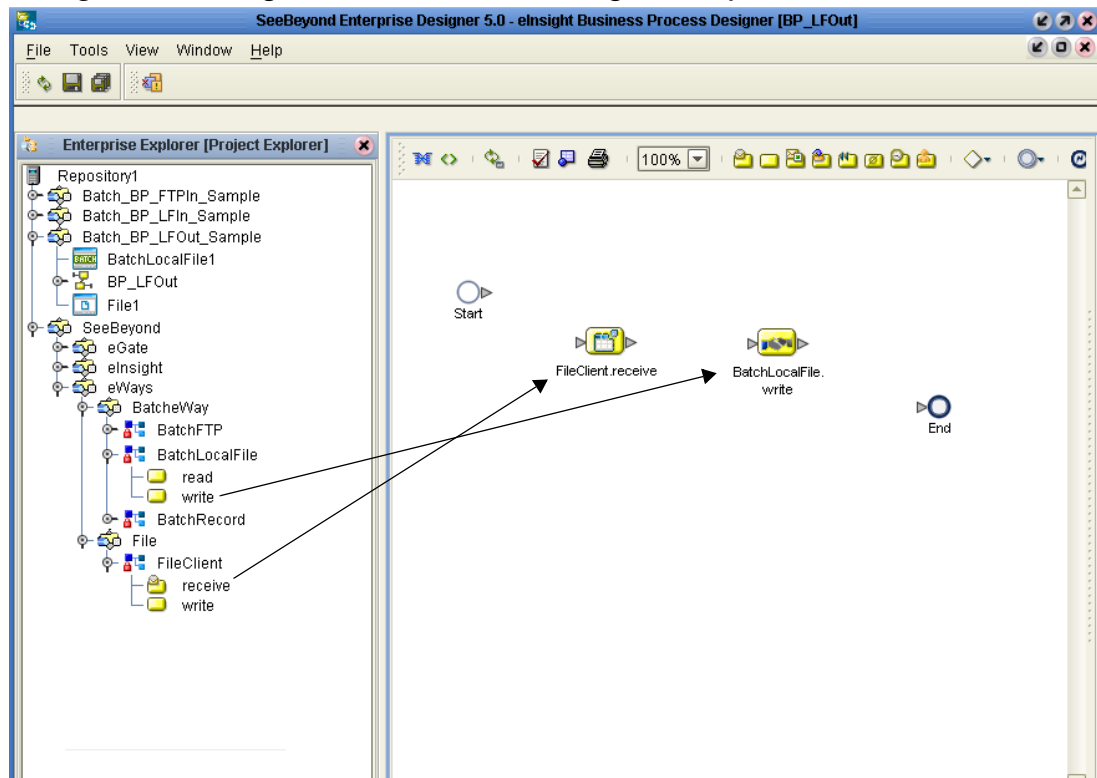 SeeBeyond Enterprise Designer 5.0 - eInsight Business Process Designer [BP_LFOut]
File Tools View Window Help
Enterprise Explorer [Project Explorer]
100%
Repository1
Batch_BP_FTPIn_Sample
Batch_BP_LFIn_Sample
Batch_BP_LFOut_Sample
BATCH BatchLocalFile1
BP_LFOut
File1
SeeBeyond
eGate
eInsight
eWays
BatcheWay
BatchFTP
BatchLocalFile
read
write
BatchRecord
File
FileClient
receive
write
Start
FileClient.receive
BatchLocalFile.
write
End